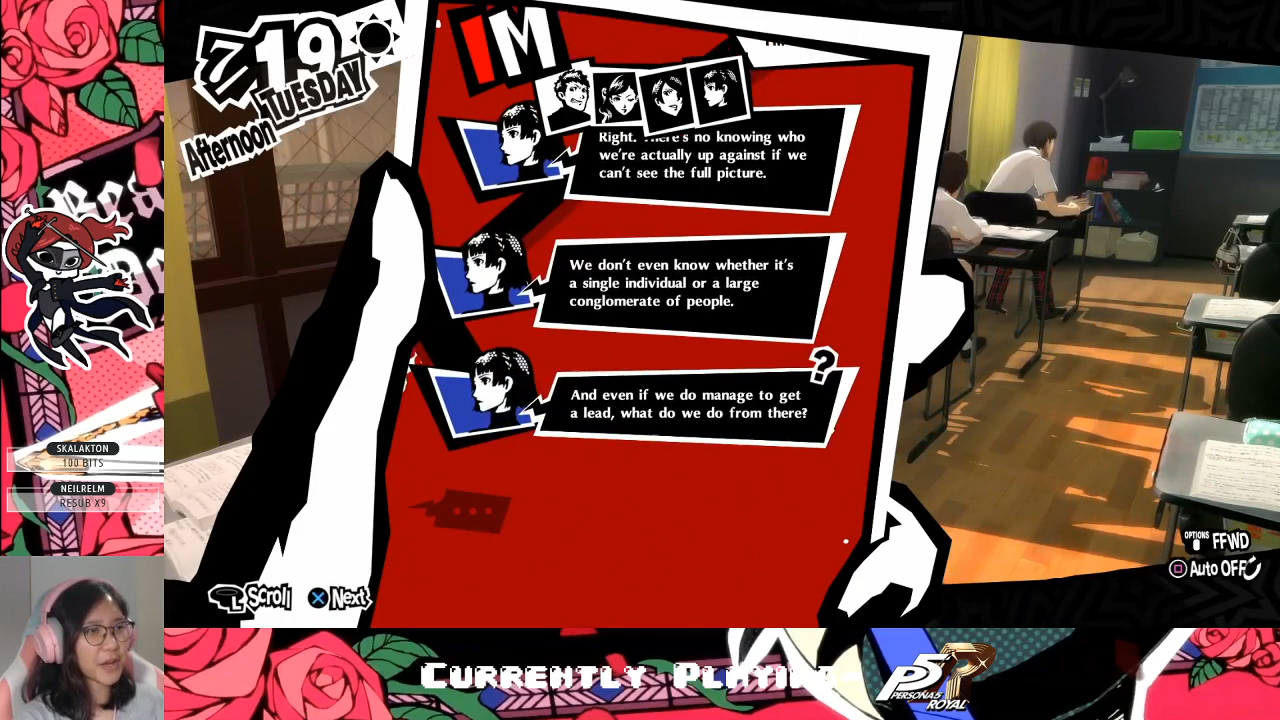 19
TUESDAY
Afternoon
IM
Right. There's no knowing who
we're actually up against if we
can't see the full picture.
We don't even know whether it's
a single individual or a large
conglomerate of people.
?
And even if we do manage to get
a lead, what do we do from there?
SKALAKTON
100 BITS
NEILRELM
RESUB X9
L Scroll
Next
OPTIONS FFWD
Auto OFF
Currently Playing
P5R
PERSONA5
ROYAL